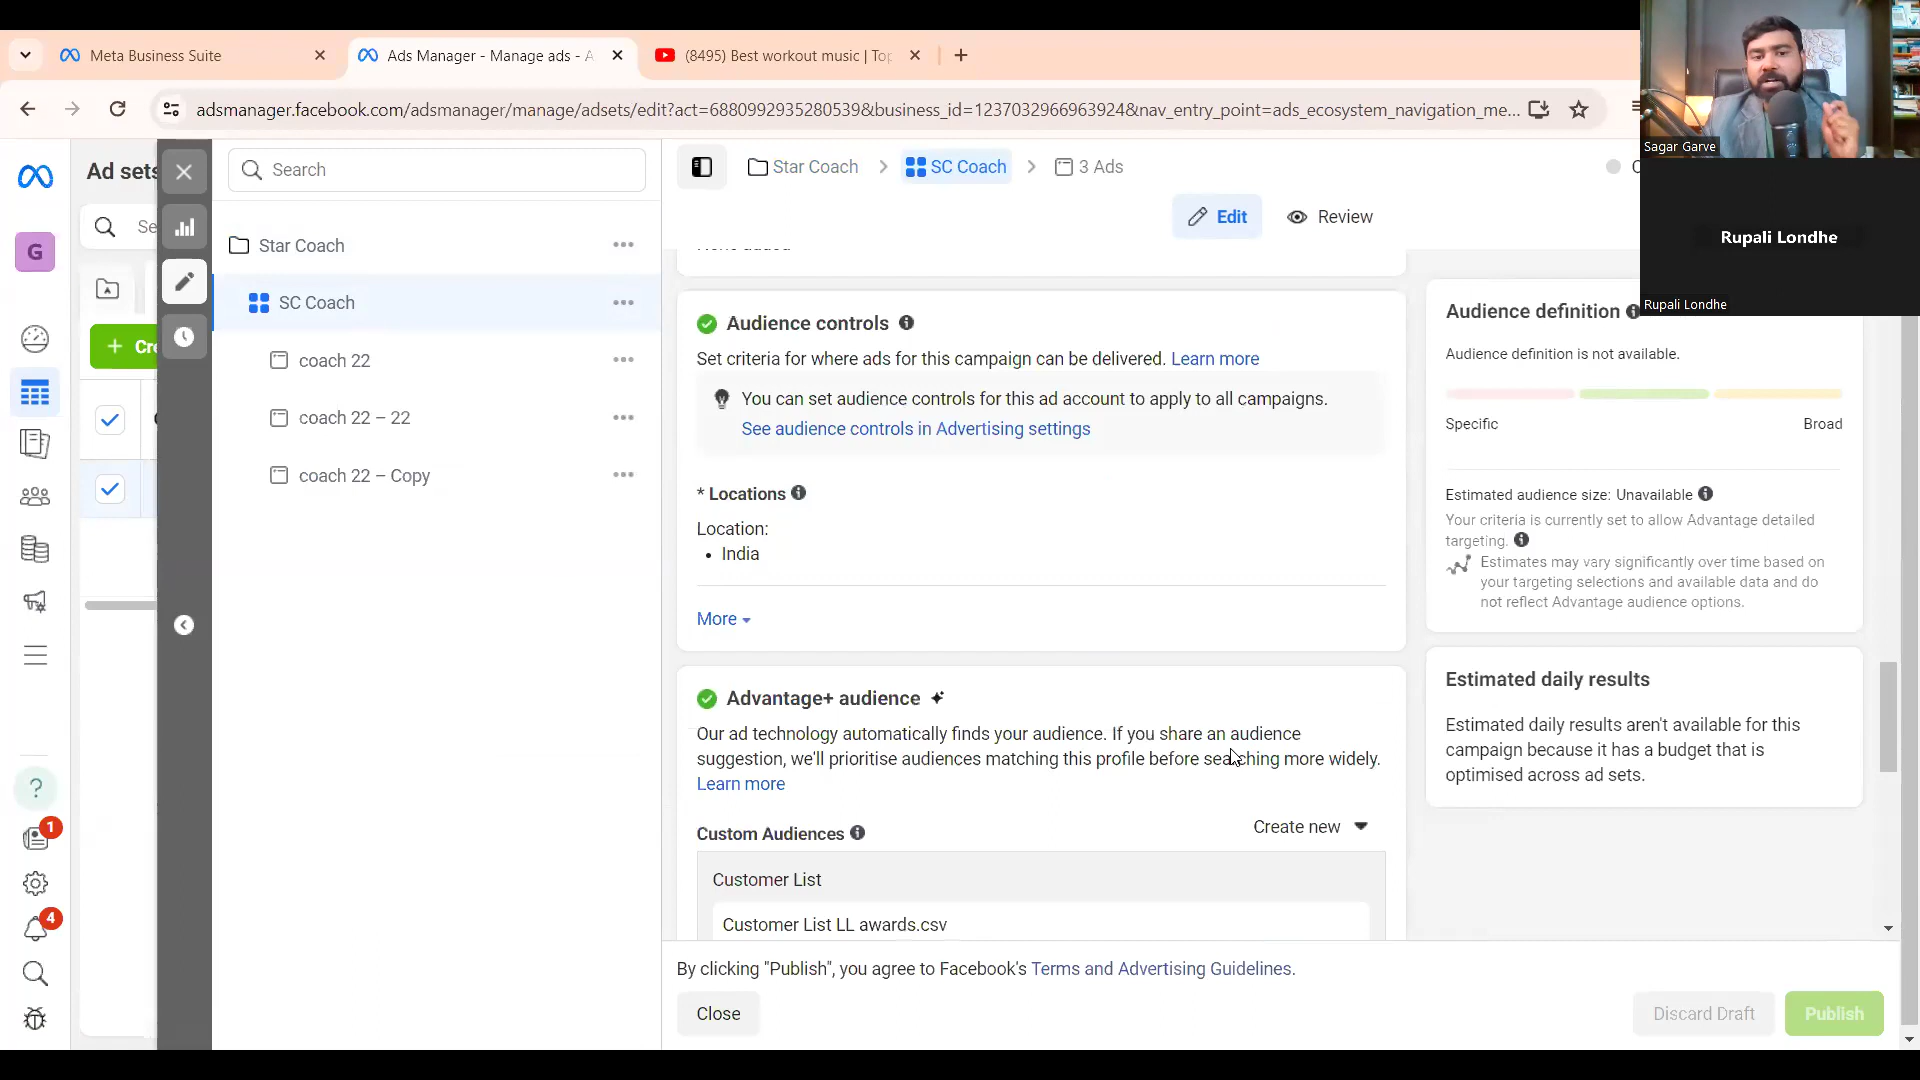 Meta Business Suite
Ads Manager - Manage ads - A
(8495) Best workout music | Top
adsmanager.facebook.com/adsmanager/manage/adsets/edit?act=6880992935280539&business_id=1237032966963924&nav_entry_point=ads_ecosystem_navigation_me...
Sagar Garve
Rupali Londhe
Rupali Londhe
G
1
4
Ad sets
Se
+ Cre
Search
Star Coach
SC Coach
coach 22
coach 22 – 22
coach 22 – Copy
Star Coach
SC Coach
3 Ads
Edit
Review
Audience controls
Set criteria for where ads for this campaign can be delivered. Learn more
You can set audience controls for this ad account to apply to all campaigns.
See audience controls in Advertising settings
* Locations
Location:
• India
More
Advantage+ audience
Our ad technology automatically finds your audience. If you share an audience
suggestion, we'll prioritise audiences matching this profile before searching more widely.
Learn more
Custom Audiences
Create new
Customer List
Customer List LL awards.csv
By clicking "Publish", you agree to Facebook's Terms and Advertising Guidelines.
Close
Discard Draft
Publish
Audience definition
Audience definition is not available.
Specific
Broad
Estimated audience size: Unavailable
Your criteria is currently set to allow Advantage detailed
targeting.
Estimates may vary significantly over time based on
your targeting selections and available data and do
not reflect Advantage audience options.
Estimated daily results
Estimated daily results aren't available for this
campaign because it has a budget that is
optimised across ad sets.